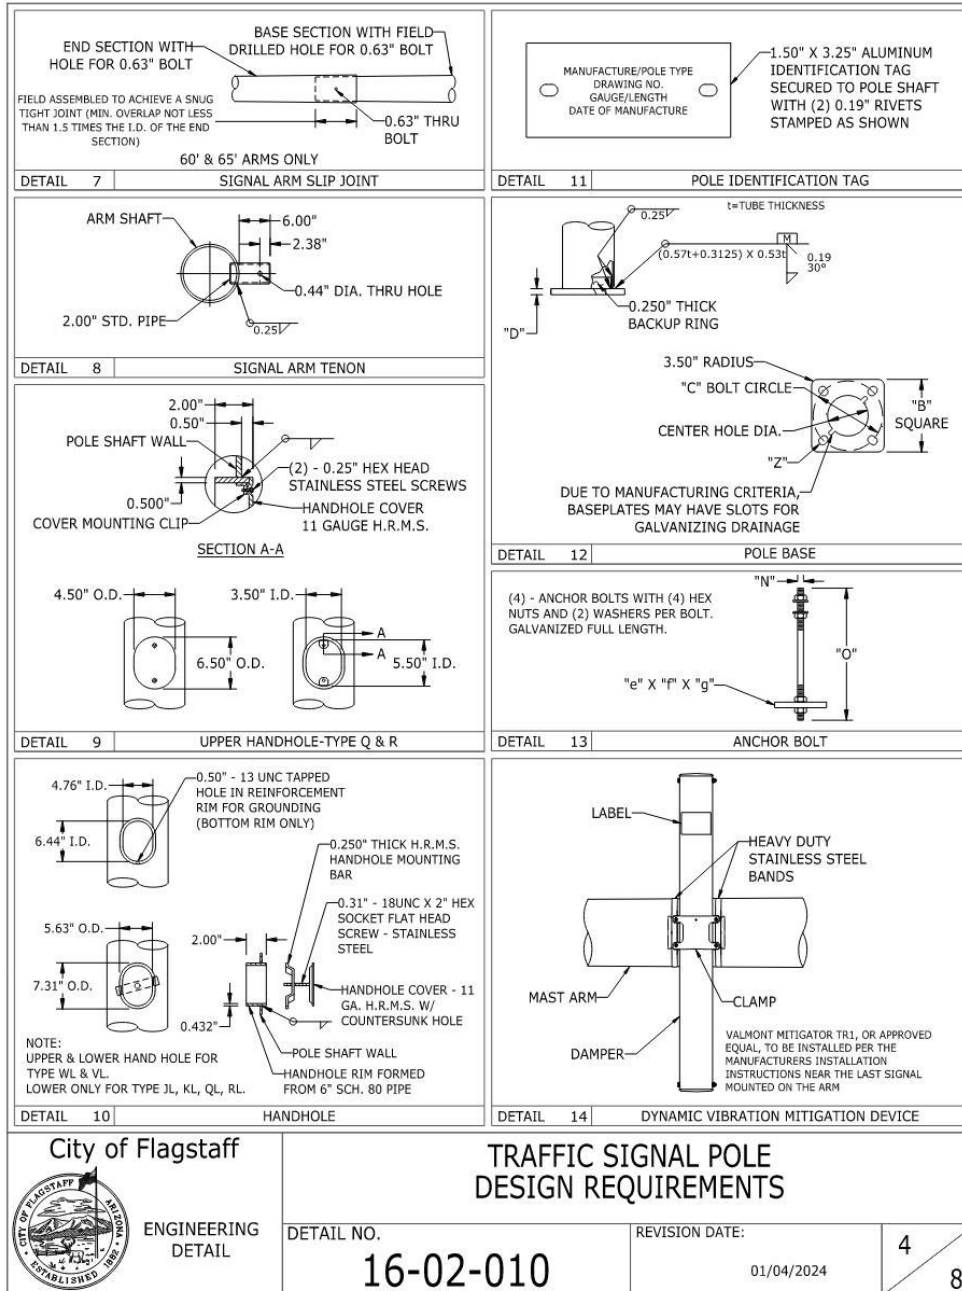 END SECTION WITH
HOLE FOR 0.63" BOLT
BASE SECTION WITH FIELD
DRILLED HOLE FOR 0.63" BOLT
FIELD ASSEMBLED TO ACHIEVE A SNUG
TIGHT JOINT (MIN. OVERLAP NOT LESS
THAN 1.5 TIMES THE I.D. OF THE END
SECTION)
0.63" THRU
BOLT
60' & 65' ARMS ONLY
DETAIL 7 SIGNAL ARM SLIP JOINT
MANUFACTURE/POLE TYPE
DRAWING NO.
GAUGE/LENGTH
DATE OF MANUFACTURE
1.50" X 3.25" ALUMINUM
IDENTIFICATION TAG
SECURED TO POLE SHAFT
WITH (2) 0.19" RIVETS
STAMPED AS SHOWN
DETAIL 11 POLE IDENTIFICATION TAG
ARM SHAFT
6.00"
2.38"
0.44" DIA. THRU HOLE
2.00" STD. PIPE
0.25
DETAIL 8 SIGNAL ARM TENON
t=TUBE THICKNESS
0.25
(0.57t+0.3125) X 0.53t
M
0.19
30°
0.250" THICK
BACKUP RING
"D"
3.50" RADIUS
"C" BOLT CIRCLE
CENTER HOLE DIA.
"Z"
"B"
SQUARE
DUE TO MANUFACTURING CRITERIA,
BASEPLATES MAY HAVE SLOTS FOR
GALVANIZING DRAINAGE
DETAIL 12 POLE BASE
2.00"
0.50"
POLE SHAFT WALL
(2) - 0.25" HEX HEAD
STAINLESS STEEL SCREWS
0.500"
HANDHOLE COVER
11 GAUGE H.R.M.S.
COVER MOUNTING CLIP
SECTION A-A
4.50" O.D.
3.50" I.D.
A
A
6.50" O.D.
5.50" I.D.
DETAIL 9 UPPER HANDHOLE-TYPE Q & R
(4) - ANCHOR BOLTS WITH (4) HEX
NUTS AND (2) WASHERS PER BOLT.
GALVANIZED FULL LENGTH.
"N"
"O"
"e" X "f" X "g"
DETAIL 13 ANCHOR BOLT
4.76" I.D.
0.50" - 13 UNC TAPPED
HOLE IN REINFORCEMENT
RIM FOR GROUNDING
(BOTTOM RIM ONLY)
6.44" I.D.
0.250" THICK H.R.M.S.
HANDHOLE MOUNTING
BAR
0.31" - 18UNC X 2" HEX
SOCKET FLAT HEAD
SCREW - STAINLESS
STEEL
5.63" O.D.
2.00"
7.31" O.D.
HANDHOLE COVER - 11
GA. H.R.M.S. W/
COUNTERSUNK HOLE
0.432"
POLE SHAFT WALL
HANDHOLE RIM FORMED
FROM 6" SCH. 80 PIPE
NOTE:
UPPER & LOWER HAND HOLE FOR
TYPE WL & VL.
LOWER ONLY FOR TYPE JL, KL, QL, RL.
DETAIL 10 HANDHOLE
LABEL
HEAVY DUTY
STAINLESS STEEL
BANDS
MAST ARM
CLAMP
DAMPER
VALMONT MITIGATOR TR1, OR APPROVED
EQUAL, TO BE INSTALLED PER THE
MANUFACTURERS INSTALLATION
INSTRUCTIONS NEAR THE LAST SIGNAL
MOUNTED ON THE ARM
DETAIL 14 DYNAMIC VIBRATION MITIGATION DEVICE
City of Flagstaff
CITY OF FLAGSTAFF ARIZONA
ESTABLISHED 1882
ENGINEERING
DETAIL
TRAFFIC SIGNAL POLE
DESIGN REQUIREMENTS
DETAIL NO.
16-02-010
REVISION DATE:
01/04/2024
4
8